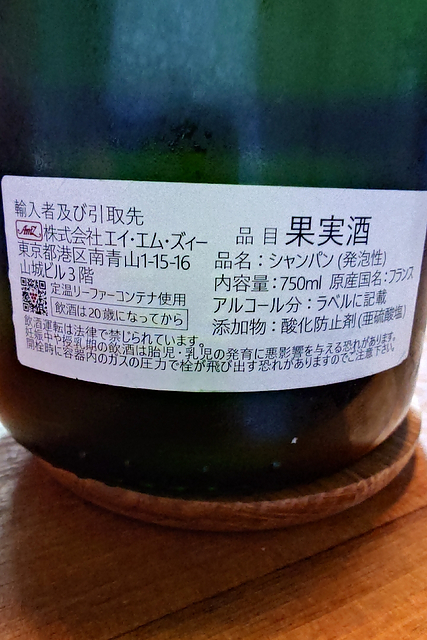 輸入者及び引取先
AMZ 株式会社エイ・エム・ズィー
東京都港区南青山1-15-16
山城ビル3階
定温リーファーコンテナ使用
飲酒は20歳になってから
品目 果実酒
品名：シャンパン(発泡性)
内容量：750ml 原産国名：フランス
アルコール分：ラベルに記載
添加物：酸化防止剤(亜硫酸塩)
飲酒運転は法律で禁じられています。
妊娠中や授乳期の飲酒は胎児・乳児の発育に悪影響を与える恐れがあります。
開栓時に容器内のガスの圧力で栓が飛び出す恐れがありますのでご注意下さい。